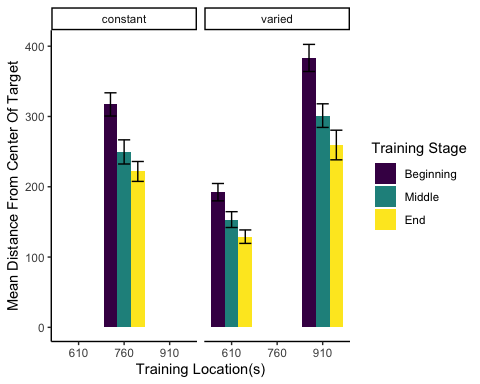 constant varied
400
300
200
100
0
Mean Distance From Center Of Target
610 760 910 610 760 910
Training Location(s)
Training Stage
Beginning
Middle
End